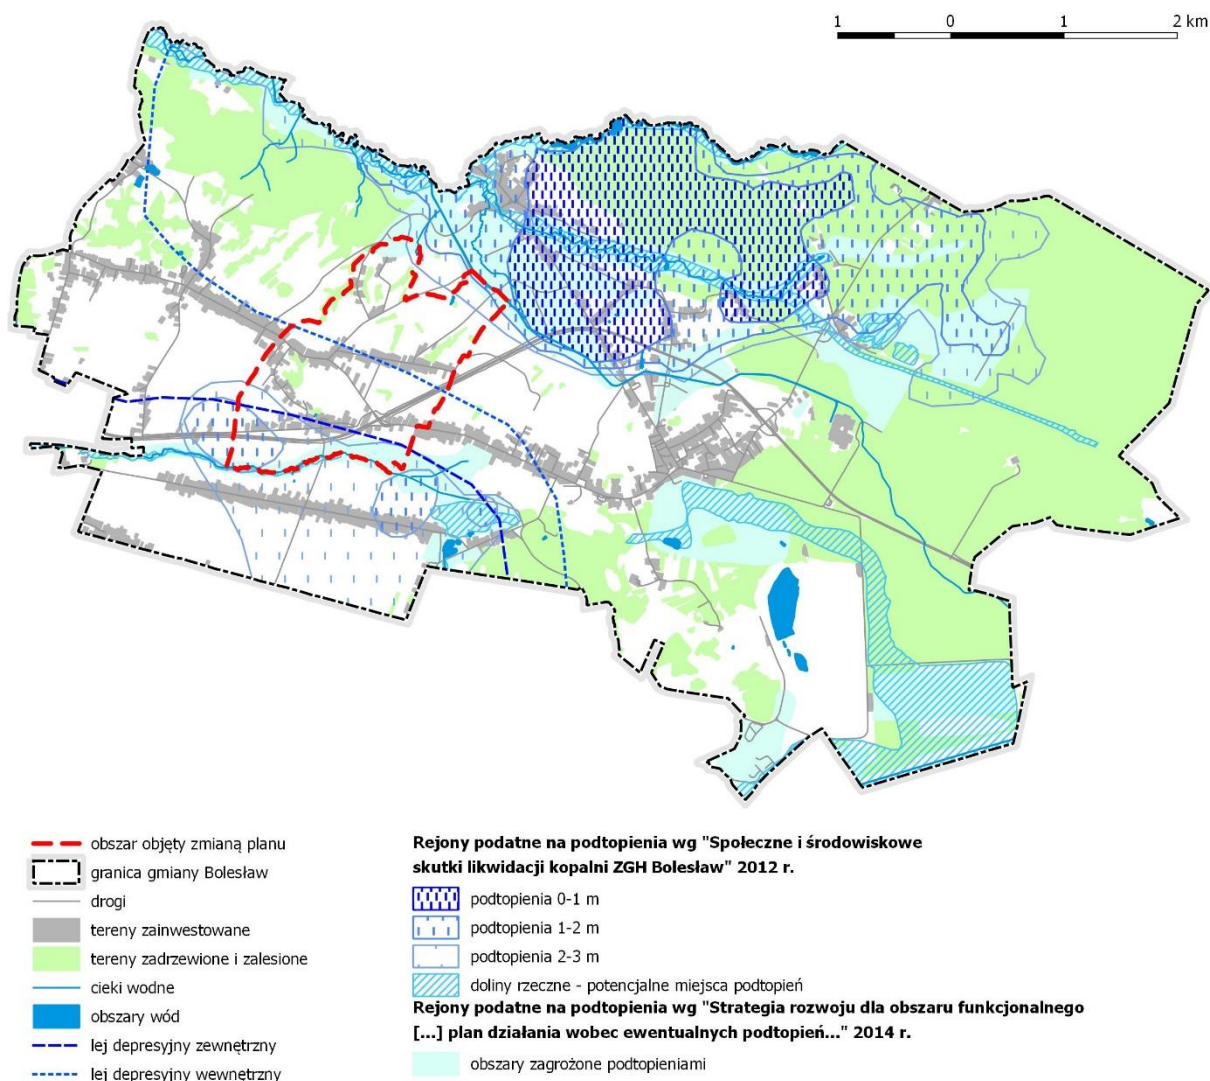 1 0 1 2 km
obszar objęty zmianą planu
granica gminy Bolesław
drogi
tereny zainwestowane
tereny zadrzewione i zalesione
cieki wodne
obszary wód
lej depresyjny zewnętrzny
lej depresyjny wewnętrzny
Rejony podatne na podtopienia wg "Społeczne i środowiskowe
skutki likwidacji kopalni ZGH Bolesław" 2012 r.
podtopienia 0-1 m
podtopienia 1-2 m
podtopienia 2-3 m
doliny rzeczne - potencjalne miejsca podtopień
Rejony podatne na podtopienia wg "Strategia rozwoju dla obszaru funkcjonalnego
[...] plan działania wobec ewentualnych podtopień..." 2014 r.
obszary zagrożone podtopieniami